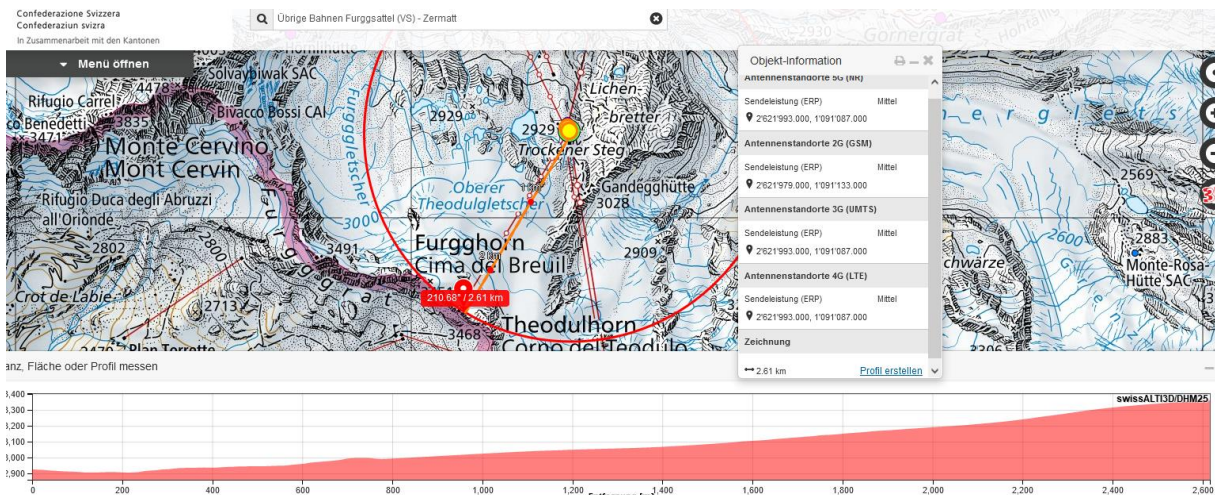 Confederazione Svizzera
Confederaziun svizra
In Zusammenarbeit mit den Kantonen
Übrige Bahnen Furggsattel (VS) - Zermatt
Menü öffnen
2930
Gornergrat
Solvaybiwak SAC
4478
Rifugio Carrel
3835
Bivacco Bossi CAI
Benedetti
3471
Monte Cervino
Mont Cervin
Rifugio Duca degli Abruzzi
all'Oriondé
2802
2800
Crot de Labie
2713
Plan Torrette
Furgggletscher
3000
3491
2929
2929
Lichen-
bretter
Trockener Steg
Oberer
Theodulgletscher
Gandegghütte
3028
2909
Furgghorn
Cima del Breuil
210.68° / 2.61 km
3468
Theodulhorn
Corno del Teodulo
2569
2600
2883
Monte-Rosa-
Hütte SAC
Objekt-Information
Antennenstandorte 5G (NR)
Sendeleistung (ERP) Mittel
2'621'993.000, 1'091'087.000
Antennenstandorte 2G (GSM)
Sendeleistung (ERP) Mittel
2'621'979.000, 1'091'133.000
Antennenstandorte 3G (UMTS)
Sendeleistung (ERP) Mittel
2'621'993.000, 1'091'087.000
Antennenstandorte 4G (LTE)
Sendeleistung (ERP) Mittel
2'621'993.000, 1'091'087.000
Zeichnung
2.61 km Profil erstellen
anz, Fläche oder Profil messen
swissALTI3D/DHM25
3,400
3,200
3,100
3,000
2,900
0 200 400 600 800 1,000 1,200 1,400 1,600 1,800 2,000 2,200 2,400 2,600